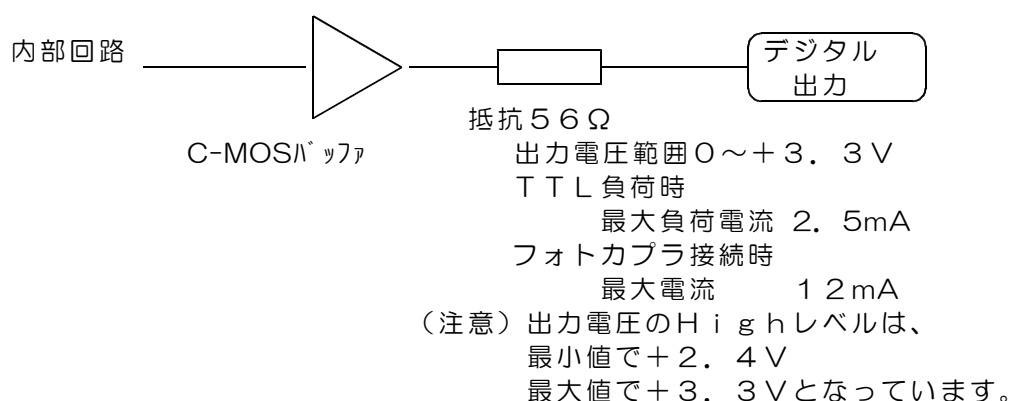 内部回路
デジタル
出力
抵抗５６Ω
C-MOSﾊﾞｯﾌｧ
出力電圧範囲０～＋３．３Ｖ
ＴＴＬ負荷時
最大負荷電流 ２．５mA
フォトカプラ接続時
最大電流　　１２mA
（注意）出力電圧のＨｉｇｈレベルは、
最小値で＋２．４Ｖ
最大値で＋３．３Ｖとなっています。